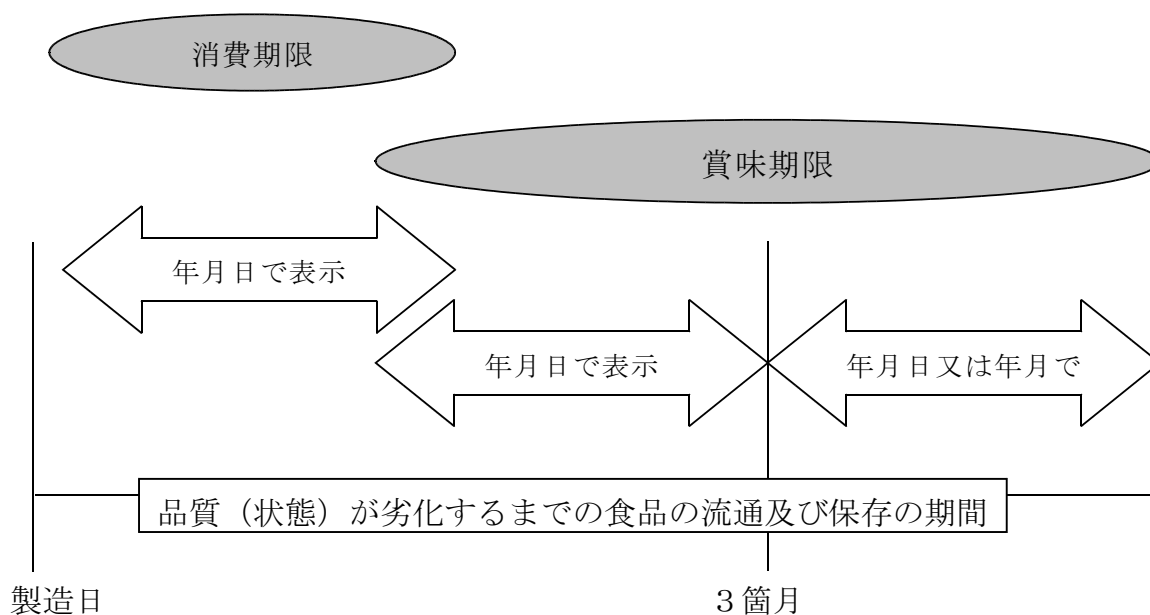 消費期限
賞味期限
年月日で表示
年月日で表示
年月日又は年月で
品質（状態）が劣化するまでの食品の流通及び保存の期間
製造日
３箇月